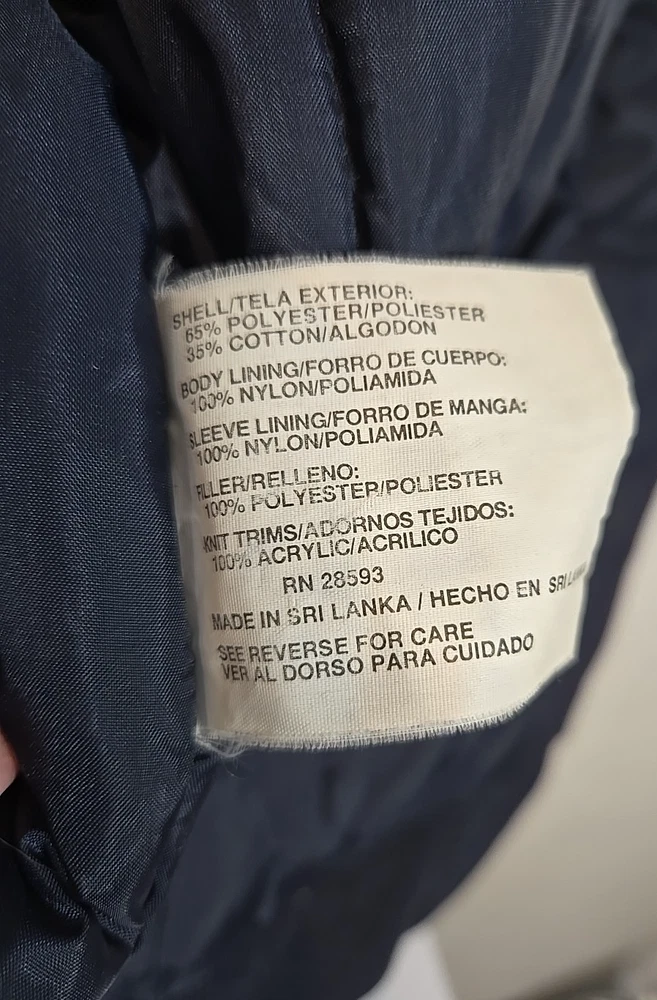 SHELL/TELA EXTERIOR:
65% POLYESTER/POLIESTER
35% COTTON/ALGODON
BODY LINING/FORRO DE CUERPO:
100% NYLON/POLIAMIDA
SLEEVE LINING/FORRO DE MANGA:
100% NYLON/POLIAMIDA
FILLER/RELLENO:
100% POLYESTER/POLIESTER
KNIT TRIMS/ADORNOS TEJIDOS:
100% ACRYLIC/ACRILICO
RN 28593
MADE IN SRI LANKA / HECHO EN SRI LANKA
SEE REVERSE FOR CARE
VER AL DORSO PARA CUIDADO